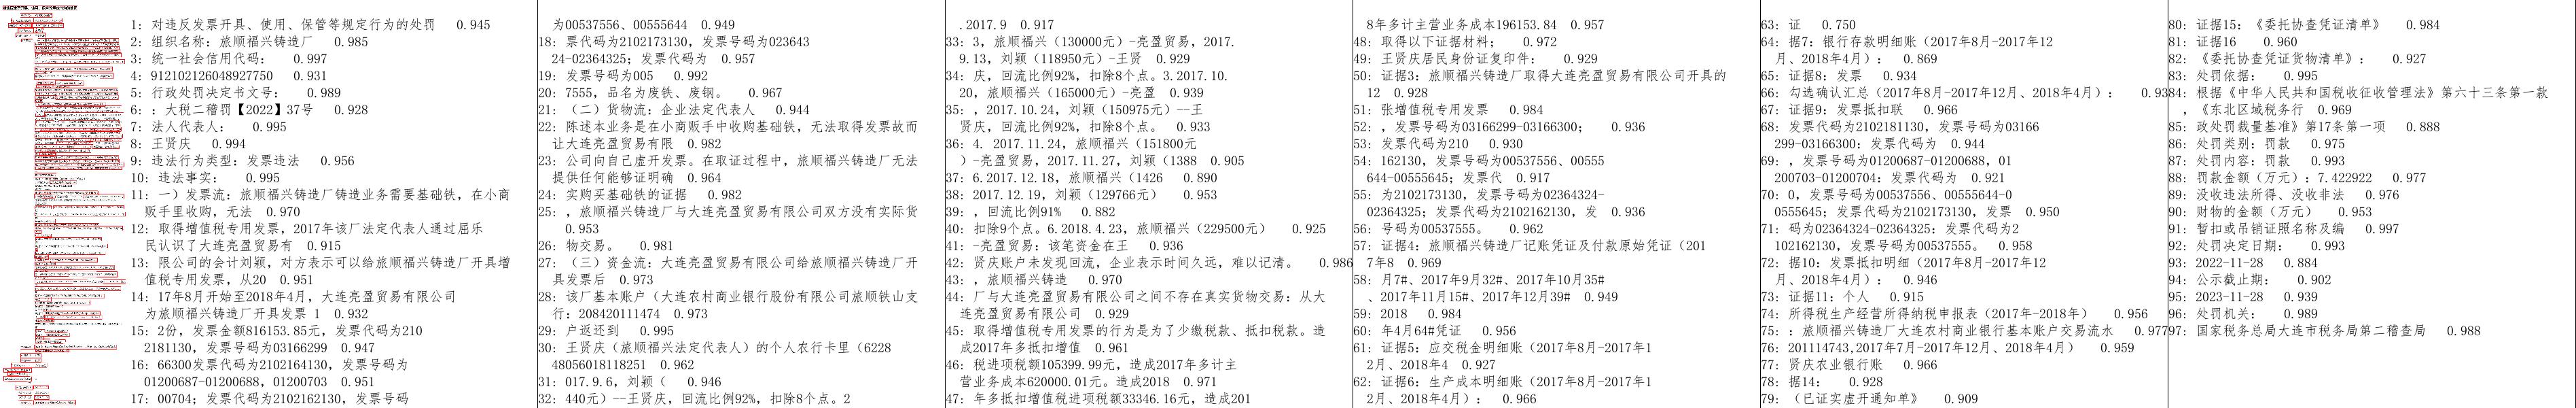 1: 对违反发票开具、使用、保管等规定行为的处罚 0.945
2: 组织名称: 旅顺福兴铸造厂 0.985
3: 统一社会信用代码: 0.997
4: 912102126048927750 0.931
5: 行政处罚决定书文号: 0.989
6: : 大税二稽罚【2022】37号 0.928
7: 法人代表人: 0.995
8: 王贤庆 0.994
9: 违法行为类型: 发票违法 0.956
10: 违法事实: 0.995
11: 一）发票流: 旅顺福兴铸造厂铸造业务需要基础铁，在小商
贩手里收购，无法 0.970
12: 取得增值税专用发票，2017年该厂法定代表人通过屈乐
民认识了大连亮盈贸易有 0.915
13: 限公司的会计刘颖，对方表示可以给旅顺福兴铸造厂开具增
值税专用发票，从20 0.951
14: 17年8月开始至2018年4月，大连亮盈贸易有限公司
为旅顺福兴铸造厂开具发票 1 0.932
15: 2份，发票金额816153.85元，发票代码为210
2181130，发票号码为03166299 0.947
16: 66300发票代码为2102164130，发票号码为
01200687-01200688，01200703 0.951
17: 00704; 发票代码为2102162130，发票号码
为00537556、00555644 0.949
18: 票代码为2102173130，发票号码为023643
24-02364325; 发票代码为 0.957
19: 发票号码为005 0.992
20: 7555，品名为废铁、废钢。 0.967
21: （二）货物流: 企业法定代表人 0.944
22: 陈述本业务是在小商贩手中收购基础铁，无法取得发票故而
让大连亮盈贸易有限 0.982
23: 公司向自己虚开发票。在取证过程中，旅顺福兴铸造厂无法
提供任何能够证明确 0.964
24: 实购买基础铁的证据 0.982
25: ，旅顺福兴铸造厂与大连亮盈贸易有限公司双方没有实际货
0.953
26: 物交易。 0.981
27: （三）资金流: 大连亮盈贸易有限公司给旅顺福兴铸造厂开
具发票后 0.973
28: 该厂基本账户（大连农村商业银行股份有限公司旅顺铁山支
行: 208420111474 0.973
29: 户返还到 0.995
30: 王贤庆（旅顺福兴法定代表人）的个人农行卡里（6228
48056018118251 0.962
31: 017.9.6，刘颖（ 0.946
32: 440元）--王贤庆，回流比例92%，扣除8个点。2
.2017.9 0.917
33: 3，旅顺福兴（130000元）-亮盈贸易，2017.
9.13，刘颖（118950元）-王贤 0.929
34: 庆，回流比例92%，扣除8个点。3.2017.10.
20，旅顺福兴（165000元）-亮盈 0.939
35: ，2017.10.24，刘颖（150975元）--王
贤庆，回流比例92%，扣除8个点。 0.933
36: 4. 2017.11.24，旅顺福兴（151800元
）-亮盈贸易，2017.11.27，刘颖（1388 0.905
37: 6.2017.12.18，旅顺福兴（1426 0.890
38: 2017.12.19，刘颖（129766元） 0.953
39: ，回流比例91% 0.882
40: 扣除9个点。6.2018.4.23，旅顺福兴（229500元） 0.925
41: -亮盈贸易: 该笔资金在王 0.936
42: 贤庆账户未发现回流，企业表示时间久远，难以记清。 0.986
43: ，旅顺福兴铸造 0.970
44: 厂与大连亮盈贸易有限公司之间不存在真实货物交易: 从大
连亮盈贸易有限公司 0.929
45: 取得增值税专用发票的行为是为了少缴税款、抵扣税款。造
成2017年多抵扣增值 0.961
46: 税进项税额105399.99元，造成2017年多计主
营业务成本620000.01元。造成2018 0.971
47: 年多抵扣增值税进项税额33346.16元，造成201
8年多计主营业务成本196153.84 0.957
48: 取得以下证据材料; 0.972
49: 王贤庆居民身份证复印件: 0.929
50: 证据3: 旅顺福兴铸造厂取得大连亮盈贸易有限公司开具的
12 0.928
51: 张增值税专用发票 0.984
52: ，发票号码为03166299-03166300; 0.936
53: 发票代码为210 0.930
54: 162130，发票号码为00537556、00555
644-00555645; 发票代 0.917
55: 为2102173130，发票号码为02364324-
02364325; 发票代码为2102162130，发 0.936
56: 号码为00537555。 0.962
57: 证据4: 旅顺福兴铸造厂记账凭证及付款原始凭证（201
7年8 0.969
58: 月7#、2017年9月32#、2017年10月35#
、2017年11月15#、2017年12月39# 0.949
59: 2018 0.984
60: 年4月64#凭证 0.956
61: 证据5: 应交税金明细账（2017年8月-2017年1
2月、2018年4 0.927
62: 证据6: 生产成本明细账（2017年8月-2017年1
2月、2018年4月）: 0.966
63: 证 0.750
64: 据7: 银行存款明细账（2017年8月-2017年12
月、2018年4月）: 0.869
65: 证据8: 发票 0.934
66: 勾选确认汇总（2017年8月-2017年12月、2018年4月）: 0.93
67: 证据9: 发票抵扣联 0.966
68: 发票代码为2102181130，发票号码为03166
299-03166300; 发票代码为 0.944
69: ，发票号码为01200687-01200688，01
200703-01200704; 发票代码为 0.921
70: 0，发票号码为00537556、00555644-0
0555645; 发票代码为2102173130，发票 0.950
71: 码为02364324-02364325; 发票代码为2
102162130，发票号码为00537555。 0.958
72: 据10: 发票抵扣明细（2017年8月-2017年12
月、2018年4月）: 0.946
73: 证据11: 个人 0.915
74: 所得税生产经营所得纳税申报表（2017年-2018年） 0.956
75: : 旅顺福兴铸造厂大连农村商业银行基本账户交易流水 0.977
76: 201114743,2017年7月-2017年12月、2018年4月） 0.959
77: 贤庆农业银行账 0.966
78: 据14: 0.928
79: （已证实虚开通知单》 0.909
80: 证据15: 《委托协查凭证清单》 0.984
81: 证据16 0.960
82: 《委托协查凭证货物清单》: 0.927
83: 处罚依据: 0.995
84: 根据《中华人民共和国税收征收管理法》第六十三条第一款
，《东北区域税务行 0.969
85: 政处罚裁量基准》第17条第一项 0.888
86: 处罚类别: 罚款 0.975
87: 处罚内容: 罚款 0.993
88: 罚款金额（万元）: 7.422922 0.977
89: 没收违法所得、没收非法 0.976
90: 财物的金额（万元） 0.953
91: 暂扣或吊销证照名称及编 0.997
92: 处罚决定日期: 0.993
93: 2022-11-28 0.884
94: 公示截止期: 0.902
95: 2023-11-28 0.939
96: 处罚机关: 0.989
97: 国家税务总局大连市税务局第二稽查局 0.988